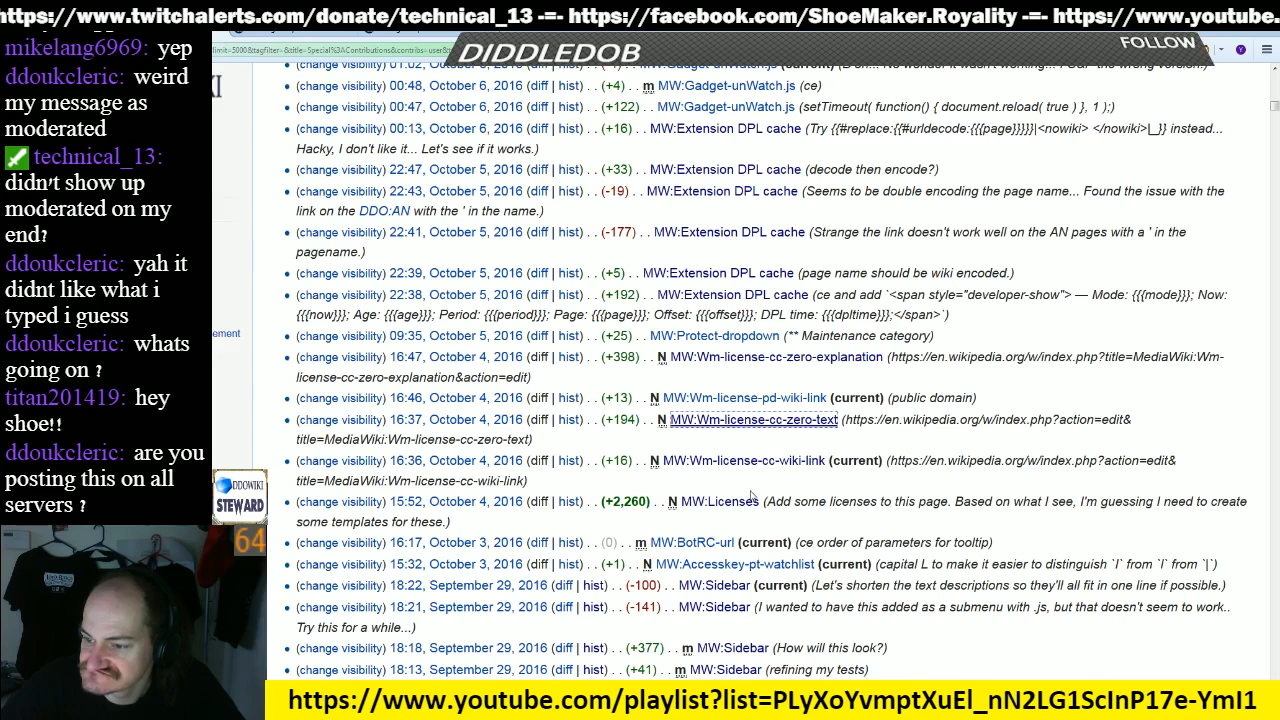 https://www.twitchalerts.com/donate/technical_13 -=- https://facebook.com/ShoeMaker.Royality -=- https://www.youtube.
mikelang6969: yep
ddoukcleric: weird
my message as
moderated
technical_13:
didn't show up
moderated on my
end?
ddoukcleric: yah it
didnt like what i
typed i guess
ddoukcleric: whats
going on ?
titan201419: hey
shoe!!
ddoukcleric: are you
posting this on all
servers ?
DDOWIKI
STEWARD
64
limit=5000&tagfilter=&title=Special%3AContributions&contribs=user&
DIDDLEDOB
FOLLOW
ement
(change visibility) 00:48, October 6, 2016 (diff | hist) . . (+4) . . m MW:Gadget-unWatch.js (ce)
(change visibility) 00:47, October 6, 2016 (diff | hist) . . (+122) . . MW:Gadget-unWatch.js (setTimeout( function() { document.reload( true ) }, 1 );)
(change visibility) 00:13, October 6, 2016 (diff | hist) . . (+16) . . MW:Extension DPL cache (Try {{#replace:{{#urldecode:{{{page}}}}}|<nowiki> </nowiki>|_}} instead...
Hacky, I don't like it... Let's see if it works.)
(change visibility) 22:47, October 5, 2016 (diff | hist) . . (+33) . . MW:Extension DPL cache (decode then encode?)
(change visibility) 22:43, October 5, 2016 (diff | hist) . . (-19) . . MW:Extension DPL cache (Seems to be double encoding the page name... Found the issue with the
link on the DDO:AN with the ' in the name.)
(change visibility) 22:41, October 5, 2016 (diff | hist) . . (-177) . . MW:Extension DPL cache (Strange the link doesn't work well on the AN pages with a ' in the
pagename.)
(change visibility) 22:39, October 5, 2016 (diff | hist) . . (+5) . . MW:Extension DPL cache (page name should be wiki encoded.)
(change visibility) 22:38, October 5, 2016 (diff | hist) . . (+192) . . MW:Extension DPL cache (ce and add `<span style="developer-show"> — Mode: {{{mode}}}; Now:
{{{now}}}; Age: {{{age}}}; Period: {{{period}}}; Page: {{{page}}}; Offset: {{{offset}}}; DPL time: {{{dpltime}}};</span>`)
(change visibility) 09:35, October 5, 2016 (diff | hist) . . (+25) . . MW:Protect-dropdown (** Maintenance category)
(change visibility) 16:47, October 4, 2016 (diff | hist) . . (+398) . . N MW:Wm-license-cc-zero-explanation (https://en.wikipedia.org/w/index.php?title=MediaWiki:Wm-
license-cc-zero-explanation&action=edit)
(change visibility) 16:46, October 4, 2016 (diff | hist) . . (+13) . . N MW:Wm-license-pd-wiki-link (current) (public domain)
(change visibility) 16:37, October 4, 2016 (diff | hist) . . (+194) . . N MW:Wm-license-cc-zero-text (https://en.wikipedia.org/w/index.php?action=edit&
title=MediaWiki:Wm-license-cc-zero-text)
(change visibility) 16:36, October 4, 2016 (diff | hist) . . (+16) . . N MW:Wm-license-cc-wiki-link (current) (https://en.wikipedia.org/w/index.php?action=edit&
title=MediaWiki:Wm-license-cc-wiki-link)
(change visibility) 15:52, October 4, 2016 (diff | hist) . . (+2,260) . . N MW:Licenses (Add some licenses to this page. Based on what I see, I'm guessing I need to create
some templates for these.)
(change visibility) 16:17, October 3, 2016 (diff | hist) . . (0) . . m MW:BotRC-url (current) (ce order of parameters for tooltip)
(change visibility) 15:32, October 3, 2016 (diff | hist) . . (+1) . . N MW:Accesskey-pt-watchlist (current) (capital L to make it easier to distinguish `l` from `I` from `|`)
(change visibility) 18:22, September 29, 2016 (diff | hist) . . (-100) . . MW:Sidebar (current) (Let's shorten the text descriptions so they'll all fit in one line if possible.)
(change visibility) 18:21, September 29, 2016 (diff | hist) . . (-141) . . MW:Sidebar (I wanted to have this added as a submenu with .js, but that doesn't seem to work..
Try this for a while...)
(change visibility) 18:18, September 29, 2016 (diff | hist) . . (+377) . . m MW:Sidebar (How will this look?)
(change visibility) 18:13, September 29, 2016 (diff | hist) . . (+41) . . m MW:Sidebar (refining my tests)
https://www.youtube.com/playlist?list=PLyXoYvmptXuEl_nN2LG1ScInP17e-YmI1